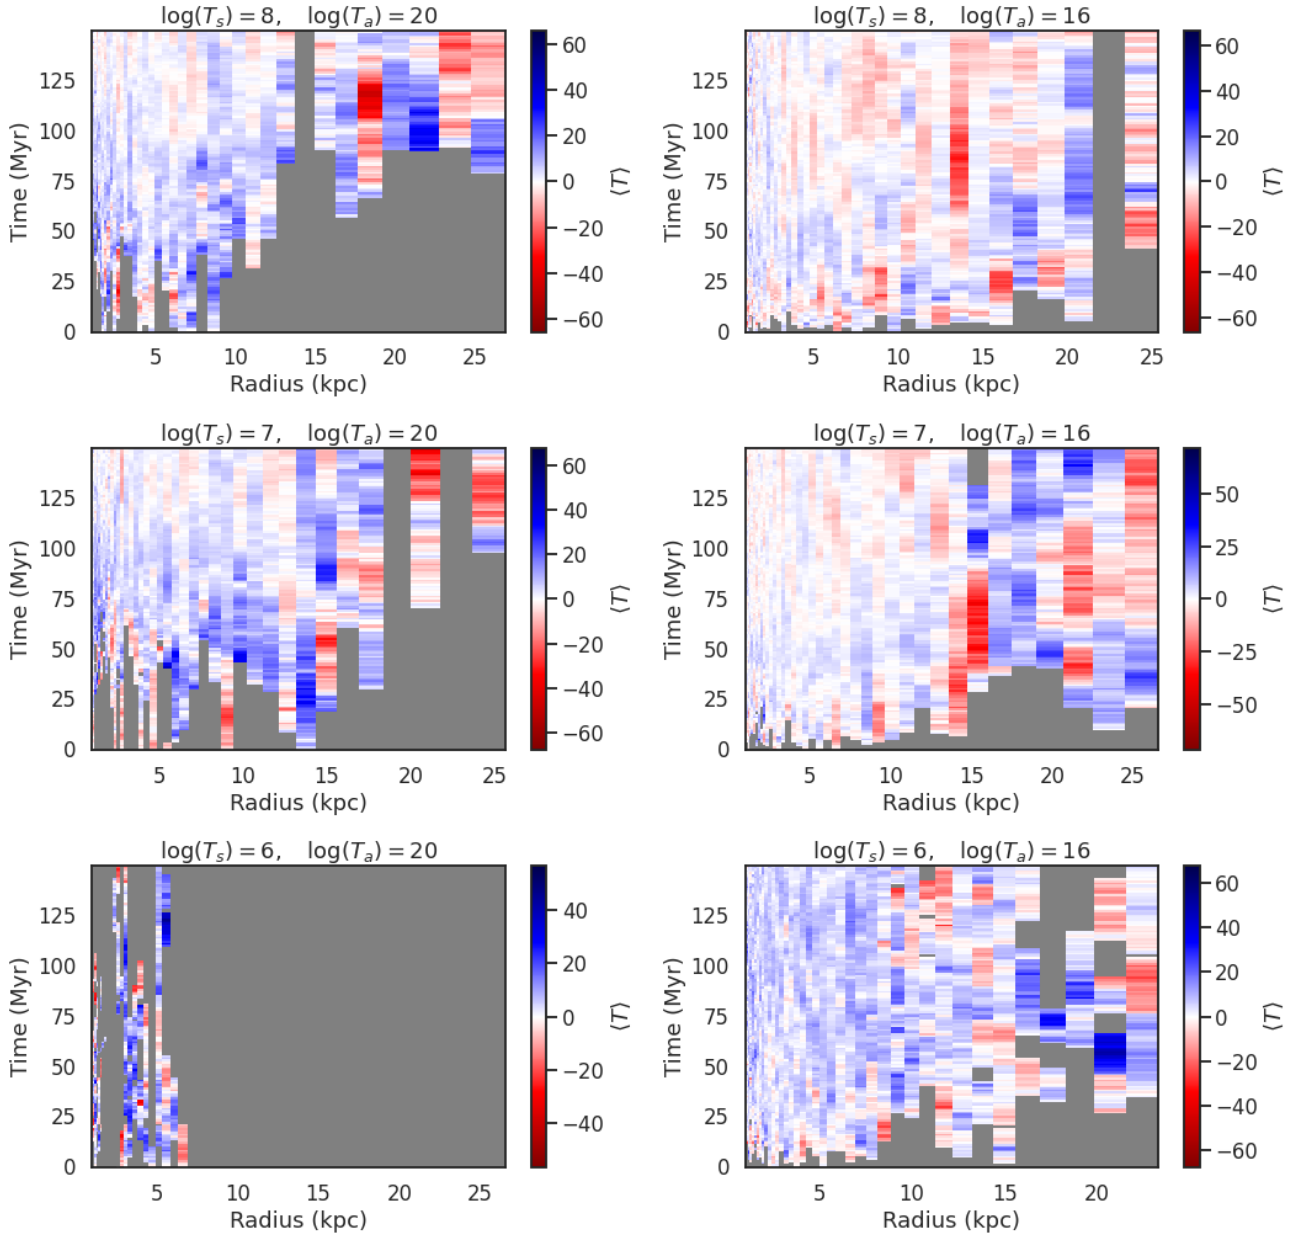 log(T_s) = 8, log(T_a) = 20
125
100
75
50
25
0
Time (Myr)
5 10 15 20 25
Radius (kpc)
60
40
20
0
−20
−40
−60
⟨T⟩
log(T_s) = 8, log(T_a) = 16
125
100
75
50
25
0
Time (Myr)
5 10 15 20 25
Radius (kpc)
60
40
20
0
−20
−40
−60
⟨T⟩
log(T_s) = 7, log(T_a) = 20
125
100
75
50
25
0
Time (Myr)
5 10 15 20 25
Radius (kpc)
60
40
20
0
−20
−40
−60
⟨T⟩
log(T_s) = 7, log(T_a) = 16
125
100
75
50
25
0
Time (Myr)
5 10 15 20 25
Radius (kpc)
50
25
0
−25
−50
⟨T⟩
log(T_s) = 6, log(T_a) = 20
125
100
75
50
25
0
Time (Myr)
5 10 15 20 25
Radius (kpc)
40
20
0
−20
−40
⟨T⟩
log(T_s) = 6, log(T_a) = 16
125
100
75
50
25
0
Time (Myr)
5 10 15 20
Radius (kpc)
60
40
20
0
−20
−40
−60
⟨T⟩